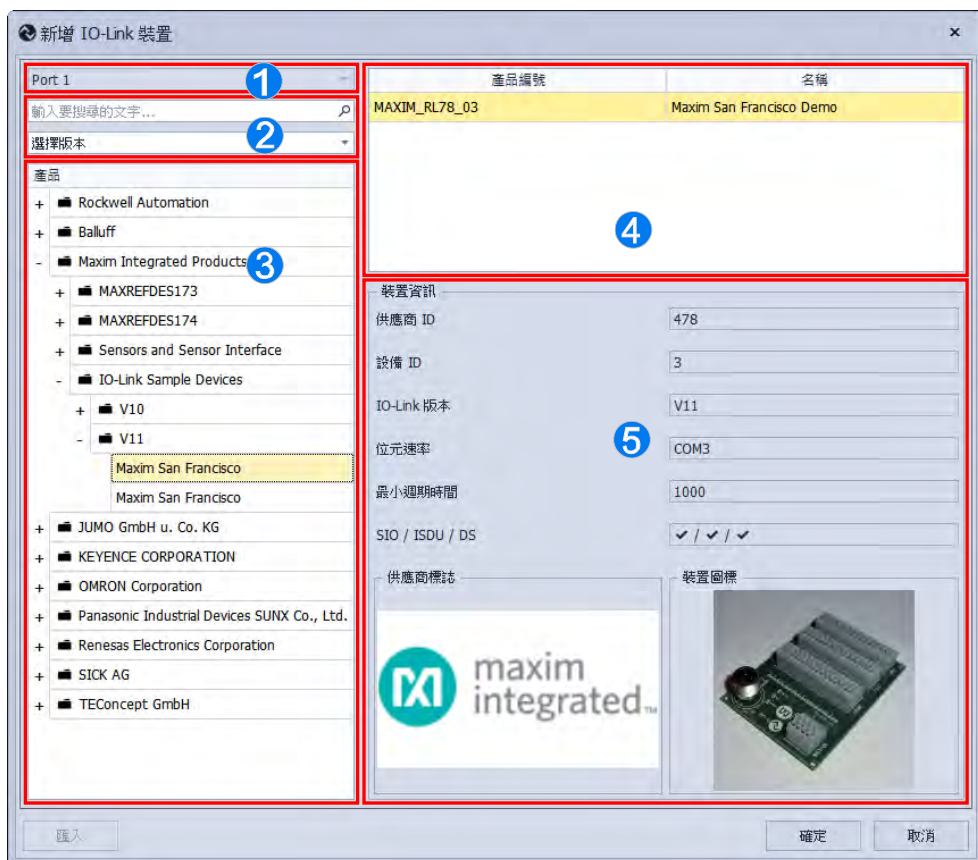 新增 IO-Link 裝置
×
Port 1
1
輸入要搜尋的文字...
選擇版本
2
產品
+ Rockwell Automation
+ Balluff
- Maxim Integrated Products
3
+ MAXREFDES173
+ MAXREFDES174
+ Sensors and Sensor Interface
- IO-Link Sample Devices
+ V10
- V11
Maxim San Francisco
Maxim San Francisco
+ JUMO GmbH u. Co. KG
+ KEYENCE CORPORATION
+ OMRON Corporation
+ Panasonic Industrial Devices SUNX Co., Ltd.
+ Renesas Electronics Corporation
+ SICK AG
+ TEConcept GmbH
產品編號 名稱
MAXIM_RL78_03 Maxim San Francisco Demo
4
裝置資訊
供應商 ID 478
設備 ID 3
IO-Link 版本 V11
位元速率 COM3
5
最小週期時間 1000
SIO / ISDU / DS ✔ / ✔ / ✔
供應商標誌
maxim
integrated™
裝置圖標
匯入 確定 取消